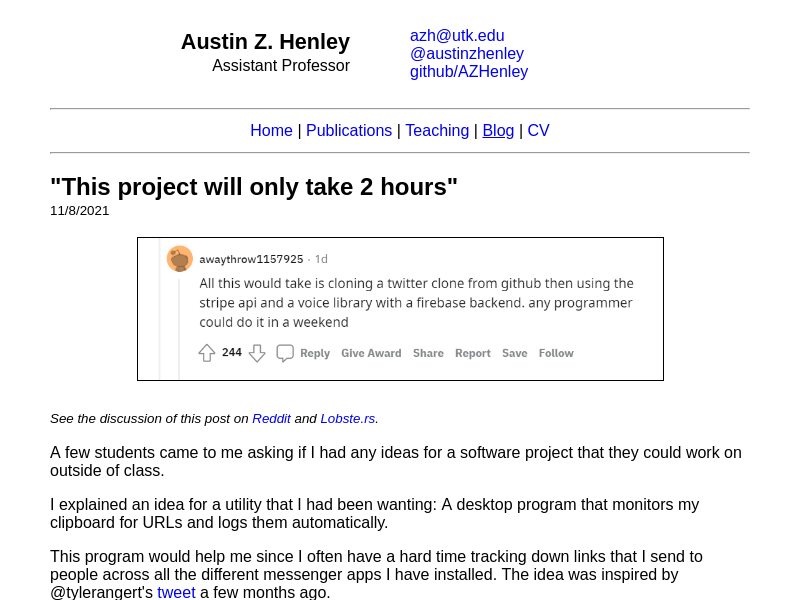 Austin Z. Henley
Assistant Professor
azh@utk.edu
@austinzhenley
github/AZHenley
Home | Publications | Teaching | Blog | CV
"This project will only take 2 hours"
11/8/2021
awaythrow1157925 · 1d
All this would take is cloning a twitter clone from github then using the
stripe api and a voice library with a firebase backend. any programmer
could do it in a weekend
244 Reply Give Award Share Report Save Follow
See the discussion of this post on Reddit and Lobste.rs.
A few students came to me asking if I had any ideas for a software project that they could work on
outside of class.
I explained an idea for a utility that I had been wanting: A desktop program that monitors my
clipboard for URLs and logs them automatically.
This program would help me since I often have a hard time tracking down links that I send to
people across all the different messenger apps I have installed. The idea was inspired by
@tylerangert's tweet a few months ago.